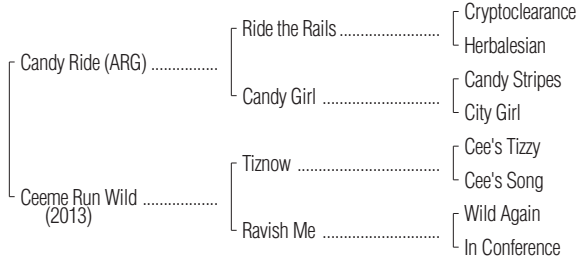 Cryptoclearance
Ride the Rails ....................
Herbalesian
Candy Ride (ARG) .............
Candy Stripes
Candy Girl .......................
City Girl
Cee's Tizzy
Tiznow ............................
Cee's Song
Ceeme Run Wild ...............
(2013)
Wild Again
Ravish Me .......................
In Conference